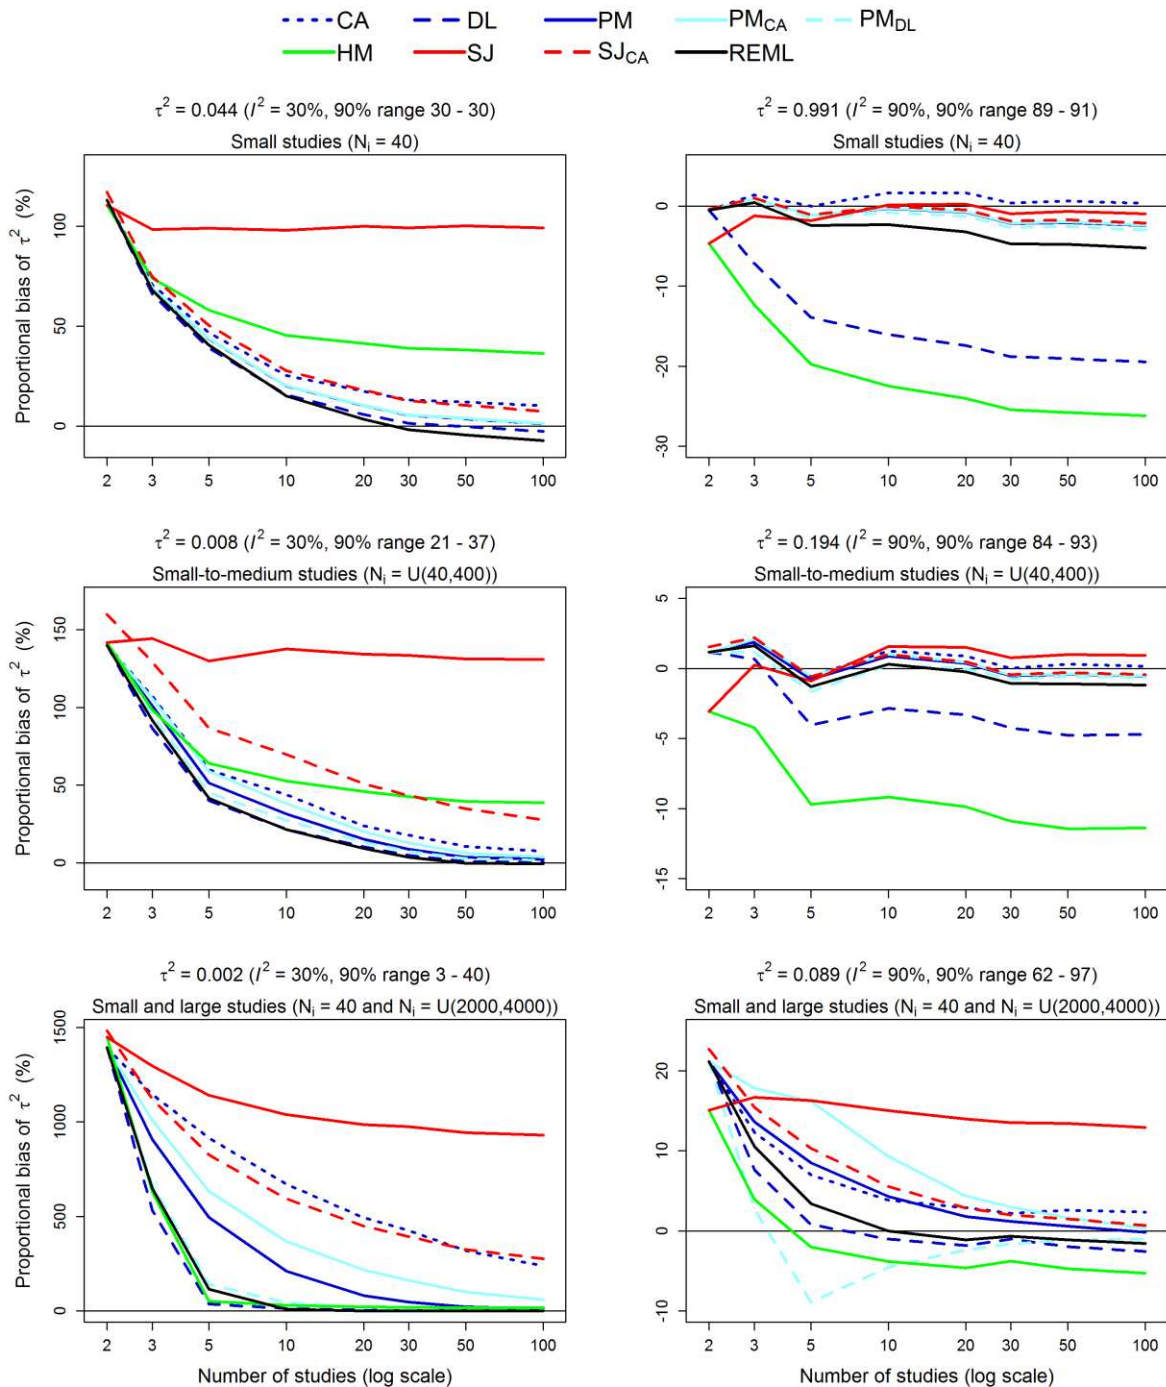 CA DL PM PM_CA PM_DL
HM SJ SJ_CA REML
τ² = 0.044 (I² = 30%, 90% range 30 - 30)
Small studies (Nᵢ = 40)
Proportional bias of τ² (%)
100
50
0
2 3 5 10 20 30 50 100
τ² = 0.991 (I² = 90%, 90% range 89 - 91)
Small studies (Nᵢ = 40)
0
-10
-20
-30
2 3 5 10 20 30 50 100
τ² = 0.008 (I² = 30%, 90% range 21 - 37)
Small-to-medium studies (Nᵢ = U(40,400))
Proportional bias of τ² (%)
150
100
50
0
2 3 5 10 20 30 50 100
τ² = 0.194 (I² = 90%, 90% range 84 - 93)
Small-to-medium studies (Nᵢ = U(40,400))
5
0
-5
-10
-15
2 3 5 10 20 30 50 100
τ² = 0.002 (I² = 30%, 90% range 3 - 40)
Small and large studies (Nᵢ = 40 and Nᵢ = U(2000,4000))
Proportional bias of τ² (%)
1500
1000
500
0
2 3 5 10 20 30 50 100
Number of studies (log scale)
τ² = 0.089 (I² = 90%, 90% range 62 - 97)
Small and large studies (Nᵢ = 40 and Nᵢ = U(2000,4000))
20
10
0
-10
2 3 5 10 20 30 50 100
Number of studies (log scale)